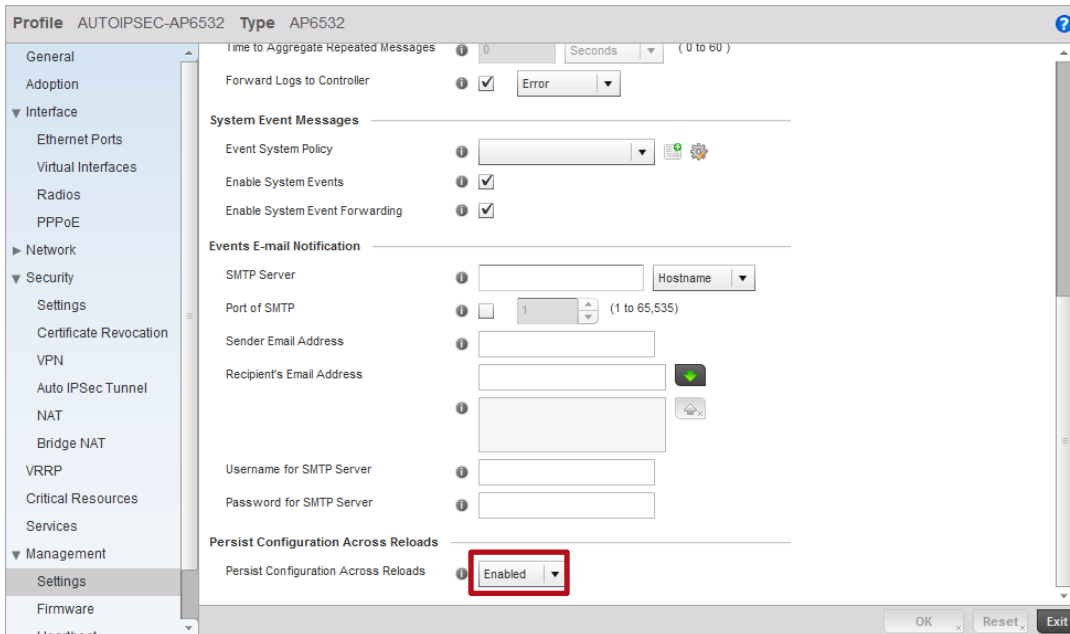 Profile AUTOIPSEC-AP6532 Type AP6532 ?
General
Adoption
Interface
Ethernet Ports
Virtual Interfaces
Radios
PPPoE
Network
Security
Settings
Certificate Revocation
VPN
Auto IPSec Tunnel
NAT
Bridge NAT
VRRP
Critical Resources
Services
Management
Settings
Firmware
Heartbeat
Time to Aggregate Repeated Messages 0 Seconds ( 0 to 60 )
Forward Logs to Controller Error
System Event Messages
Event System Policy
Enable System Events
Enable System Event Forwarding
Events E-mail Notification
SMTP Server Hostname
Port of SMTP 1 (1 to 65,535)
Sender Email Address
Recipient's Email Address
Username for SMTP Server
Password for SMTP Server
Persist Configuration Across Reloads
Persist Configuration Across Reloads Enabled
OK Reset Exit